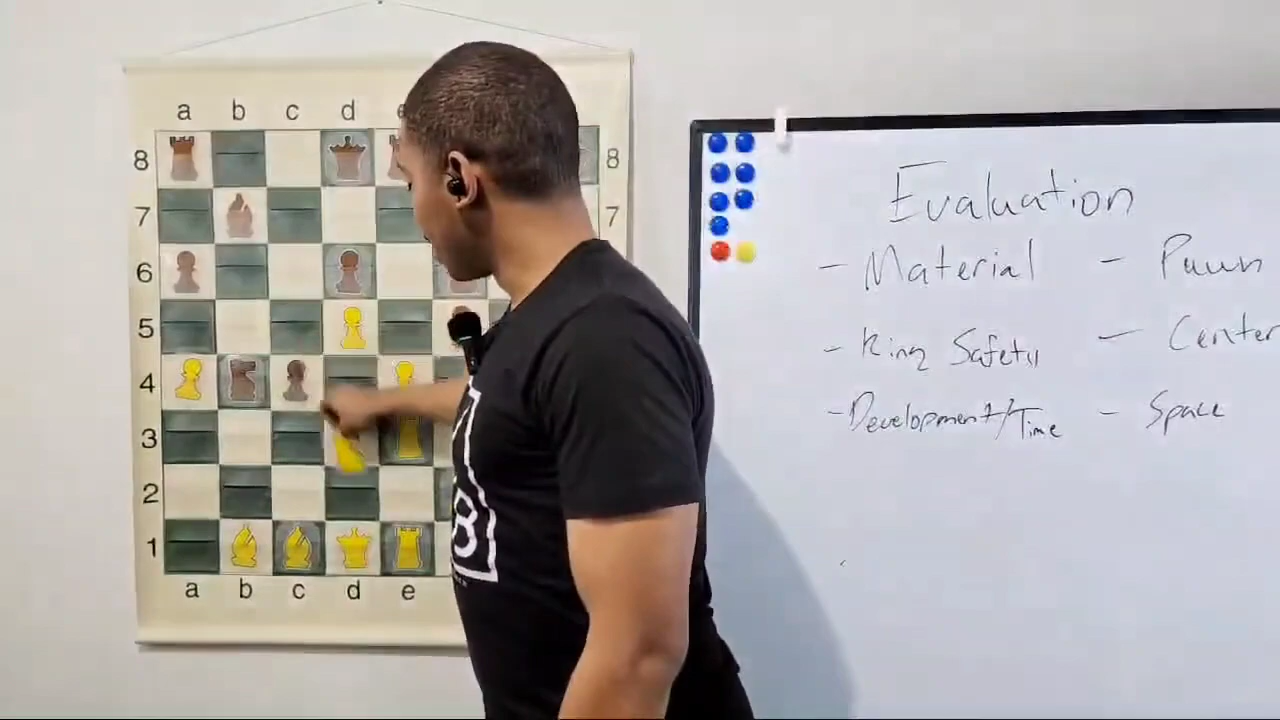 a b c d e
8 8
7 7
6
5
4
3
2
1
a b c d e
Evaluation
- Material - Pawn
- King Safety - Center
- Development/Time - Space
B